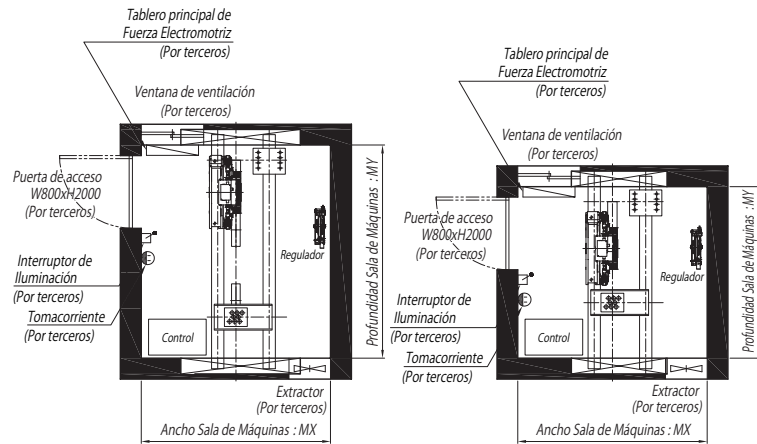 Tablero principal de
Fuerza Electromotriz
(Por terceros)
Ventana de ventilación
(Por terceros)
Puerta de acceso
W800xH2000
(Por terceros)
Interruptor de
Iluminación
(Por terceros)
Tomacorriente
(Por terceros)
Regulador
Control
Profundidad Sala de Máquinas : MY
Extractor
(Por terceros)
Ancho Sala de Máquinas : MX
Tablero principal de
Fuerza Electromotriz
(Por terceros)
Ventana de ventilación
(Por terceros)
Puerta de acceso
W800xH2000
(Por terceros)
Interruptor de
Iluminación
(Por terceros)
Tomacorriente
(Por terceros)
Regulador
Control
Profundidad Sala de Máquinas : MY
Extractor
(Por terceros)
Ancho Sala de Máquinas : MX